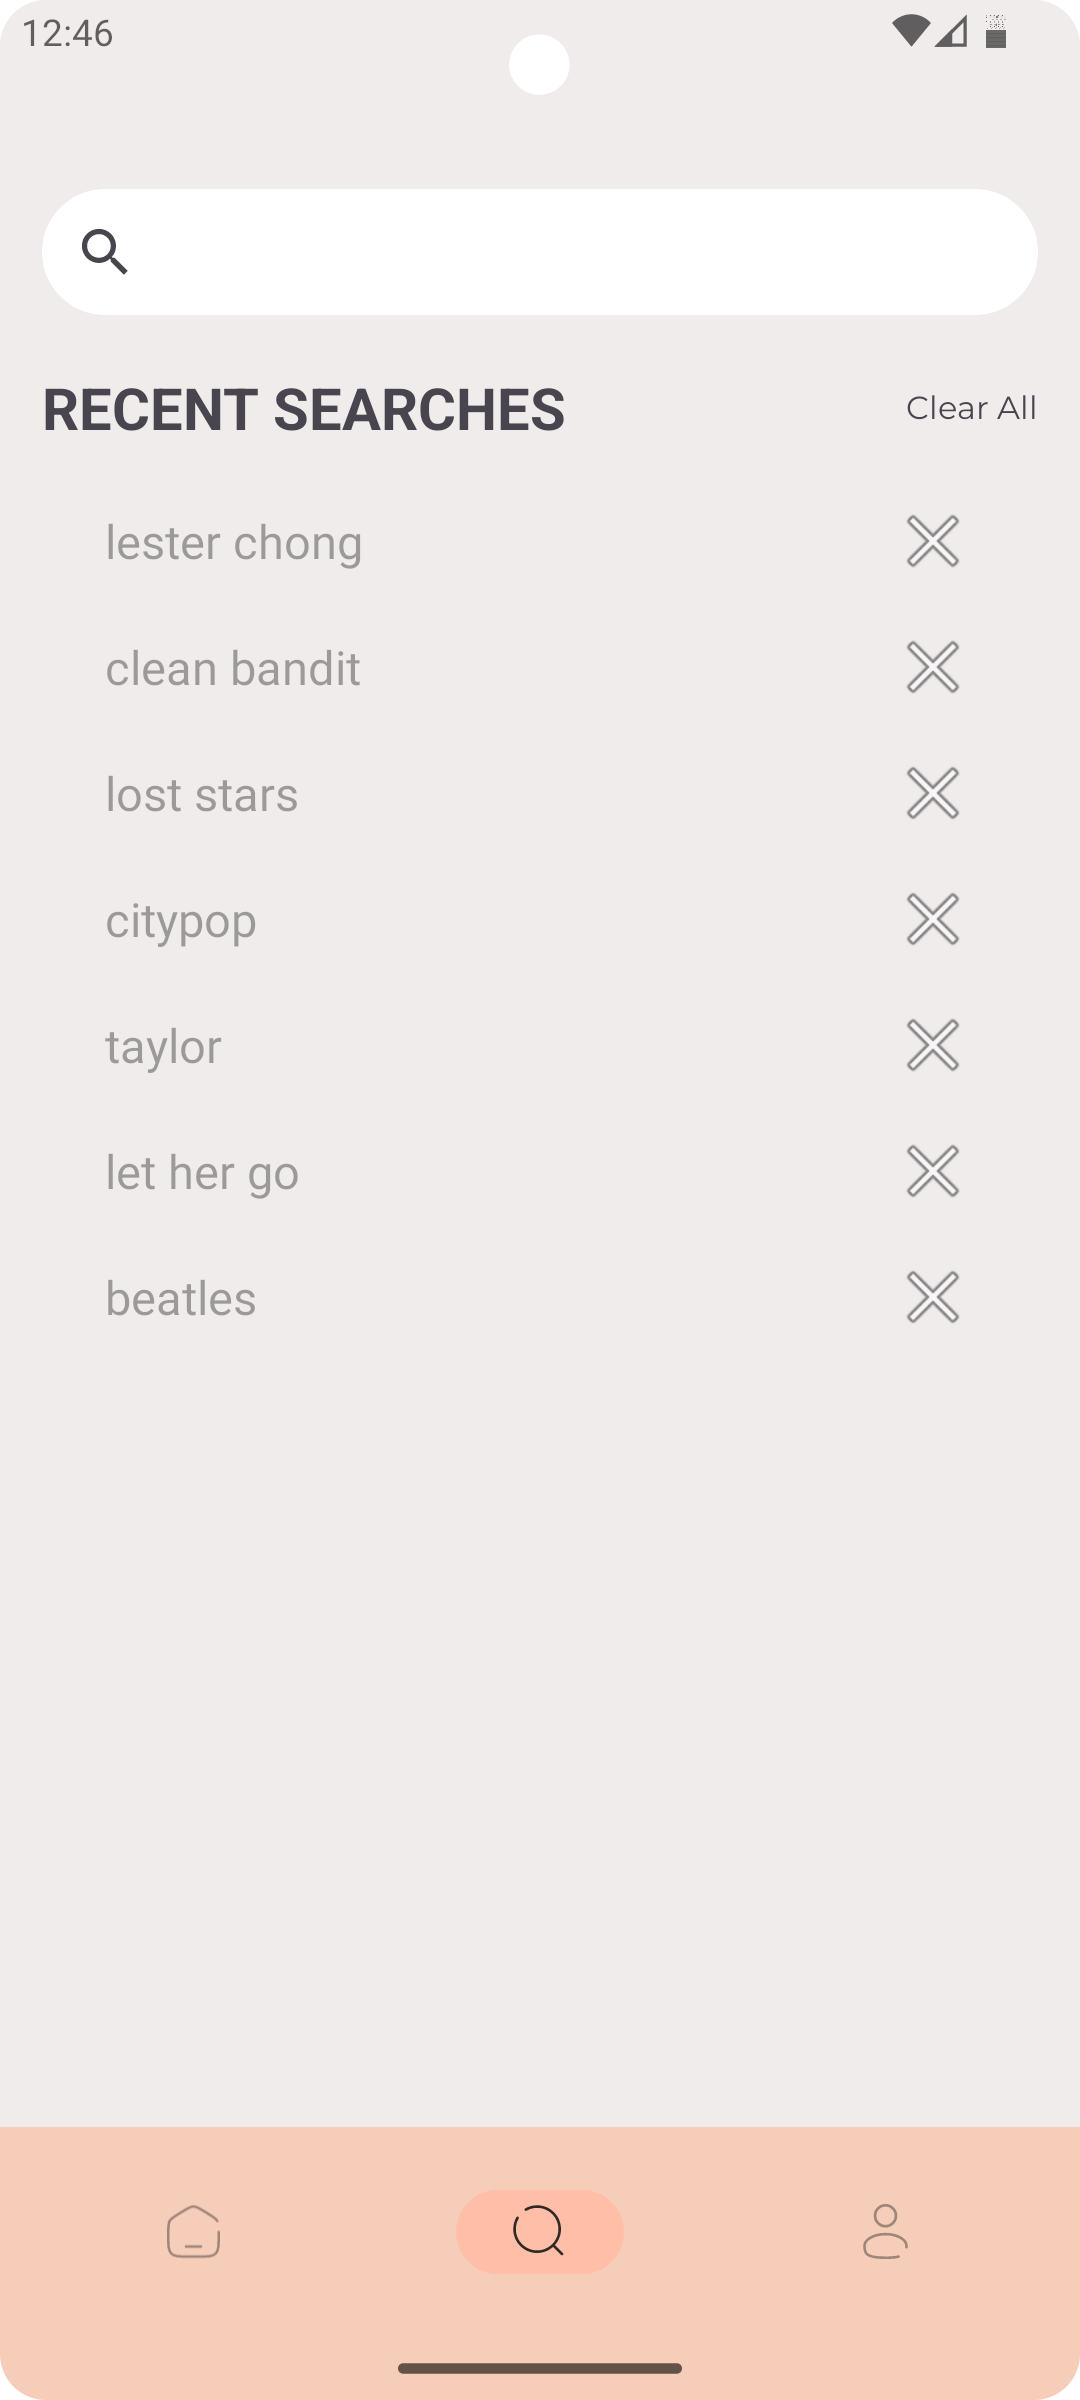 12:46
RECENT SEARCHES
Clear All
lester chong
clean bandit
lost stars
citypop
taylor
let her go
beatles